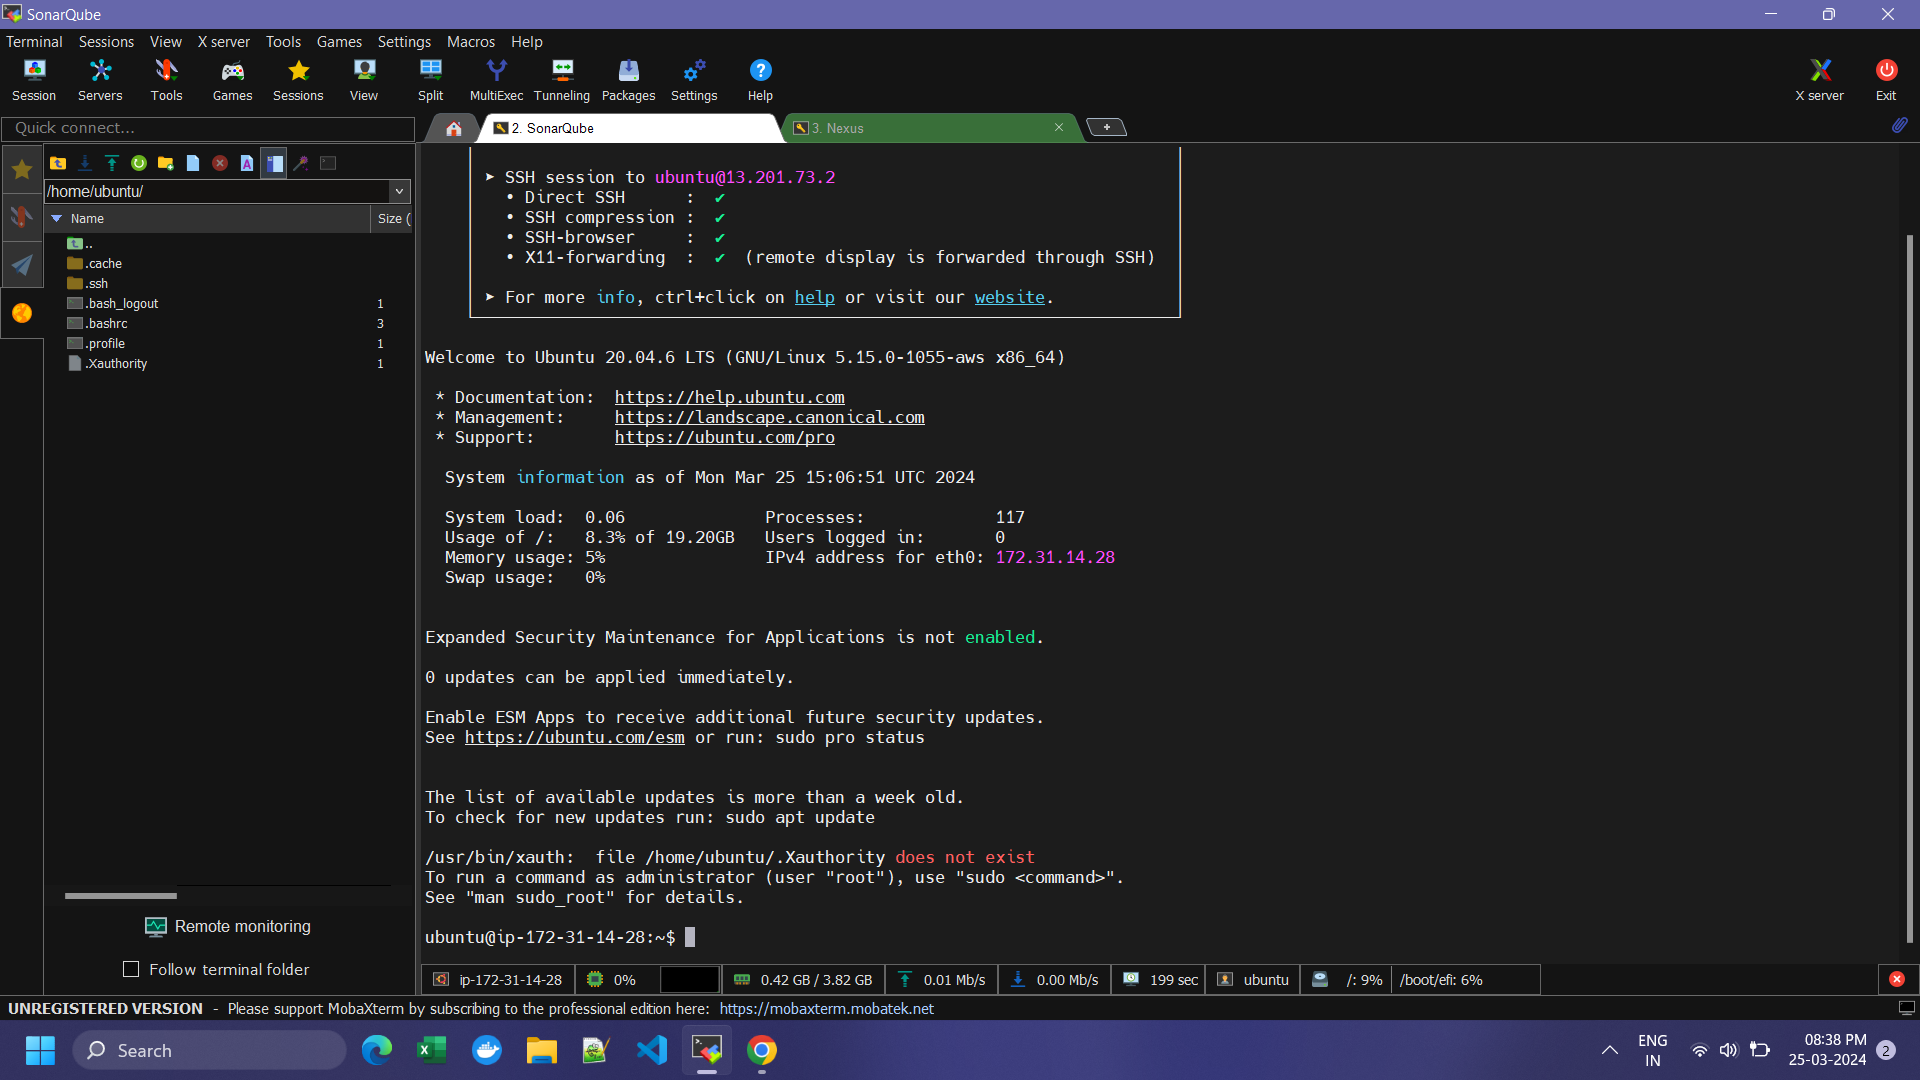 SonarQube
Terminal Sessions View X server Tools Games Settings Macros Help
Session Servers Tools Games Sessions View Split MultiExec Tunneling Packages Settings Help X server Exit
Quick connect...
2. SonarQube
3. Nexus
/home/ubuntu/
Name Size (
..
.cache
.ssh
.bash_logout 1
.bashrc 3
.profile 1
.Xauthority 1
Remote monitoring
Follow terminal folder
➤ SSH session to ubuntu@13.201.73.2
• Direct SSH : ✔
• SSH compression : ✔
• SSH-browser : ✔
• X11-forwarding : ✔ (remote display is forwarded through SSH)
➤ For more info, ctrl+click on help or visit our website.
Welcome to Ubuntu 20.04.6 LTS (GNU/Linux 5.15.0-1055-aws x86_64)
* Documentation: https://help.ubuntu.com
* Management: https://landscape.canonical.com
* Support: https://ubuntu.com/pro
System information as of Mon Mar 25 15:06:51 UTC 2024
System load: 0.06 Processes: 117
Usage of /: 8.3% of 19.20GB Users logged in: 0
Memory usage: 5% IPv4 address for eth0: 172.31.14.28
Swap usage: 0%
Expanded Security Maintenance for Applications is not enabled.
0 updates can be applied immediately.
Enable ESM Apps to receive additional future security updates.
See https://ubuntu.com/esm or run: sudo pro status
The list of available updates is more than a week old.
To check for new updates run: sudo apt update
/usr/bin/xauth: file /home/ubuntu/.Xauthority does not exist
To run a command as administrator (user "root"), use "sudo <command>".
See "man sudo_root" for details.
ubuntu@ip-172-31-14-28:~$
ip-172-31-14-28 0% 0.42 GB / 3.82 GB 0.01 Mb/s 0.00 Mb/s 199 sec ubuntu /: 9% /boot/efi: 6%
UNREGISTERED VERSION - Please support MobaXterm by subscribing to the professional edition here: https://mobaxterm.mobatek.net
Search
ENG
IN
08:38 PM
25-03-2024
2